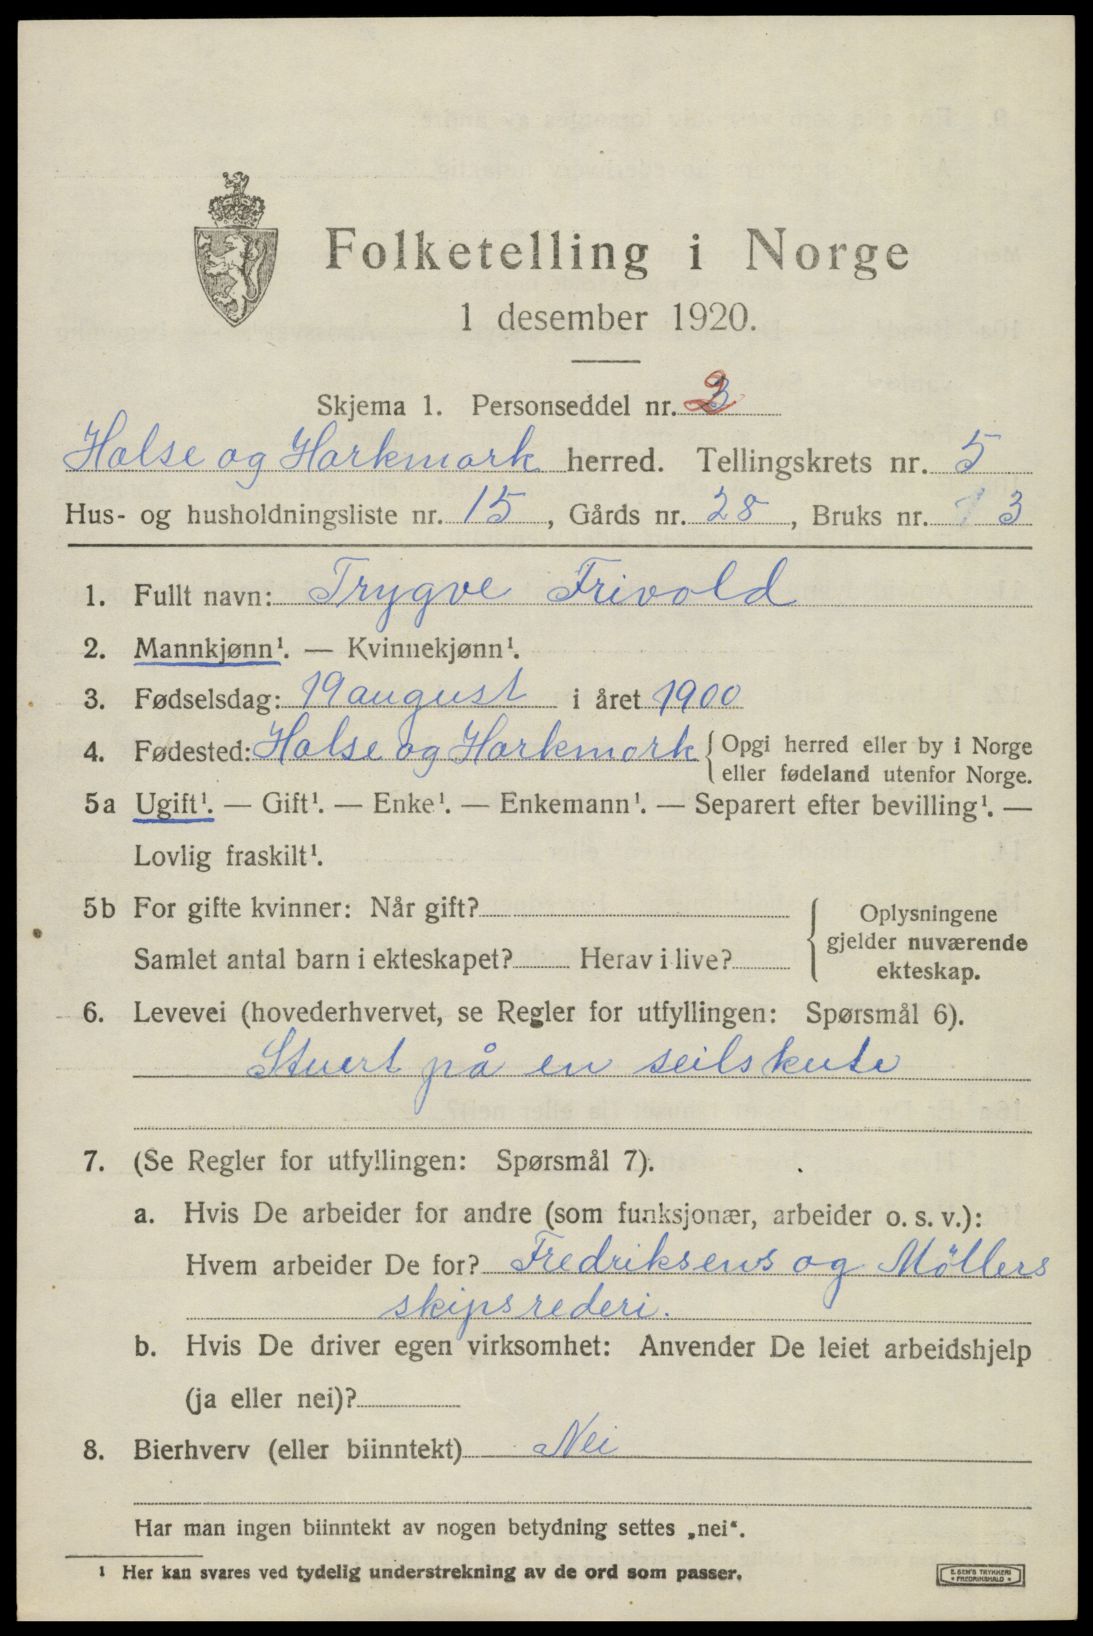 Folketelling i Norge
1 desember 1920.
Skjema 1. Personseddel nr. 3
Halse og Harkmark herred. Tellingskrets nr. 5
Hus- og husholdningsliste nr. 15, Gårds nr. 28, Bruks nr. 3
1. Fullt navn: Trygve Frivold
2. Mannkjønn¹. — Kvinnekjønn¹.
3. Fødselsdag: 19 august i året 1900
4. Fødested: Halse og Harkmark { Opgi herred eller by i Norge
eller fødeland utenfor Norge.
5a Ugift¹. — Gift¹. — Enke¹. — Enkemann¹. — Separert efter bevilling¹. —
Lovlig fraskilt¹.
5b For gifte kvinner: Når gift?
Samlet antal barn i ekteskapet? Herav i live?
{ Oplysningene
gjelder nuværende
ekteskap.
6. Levevei (hovederhvervet, se Regler for utfyllingen: Spørsmål 6).
Stuert på en seilskute
7. (Se Regler for utfyllingen: Spørsmål 7).
a. Hvis De arbeider for andre (som funksjonær, arbeider o. s. v.):
Hvem arbeider De for? Fredriksens og Möllers
skipsrederi.
b. Hvis De driver egen virksomhet: Anvender De leiet arbeidshjelp
(ja eller nei)?
8. Bierhverv (eller biinntekt) Nei
Har man ingen biinntekt av nogen betydning settes „nei“.
¹ Her kan svares ved tydelig understrekning av de ord som passer.
E. SEM'S TRYKKERI
• FREDRIKSHALD •